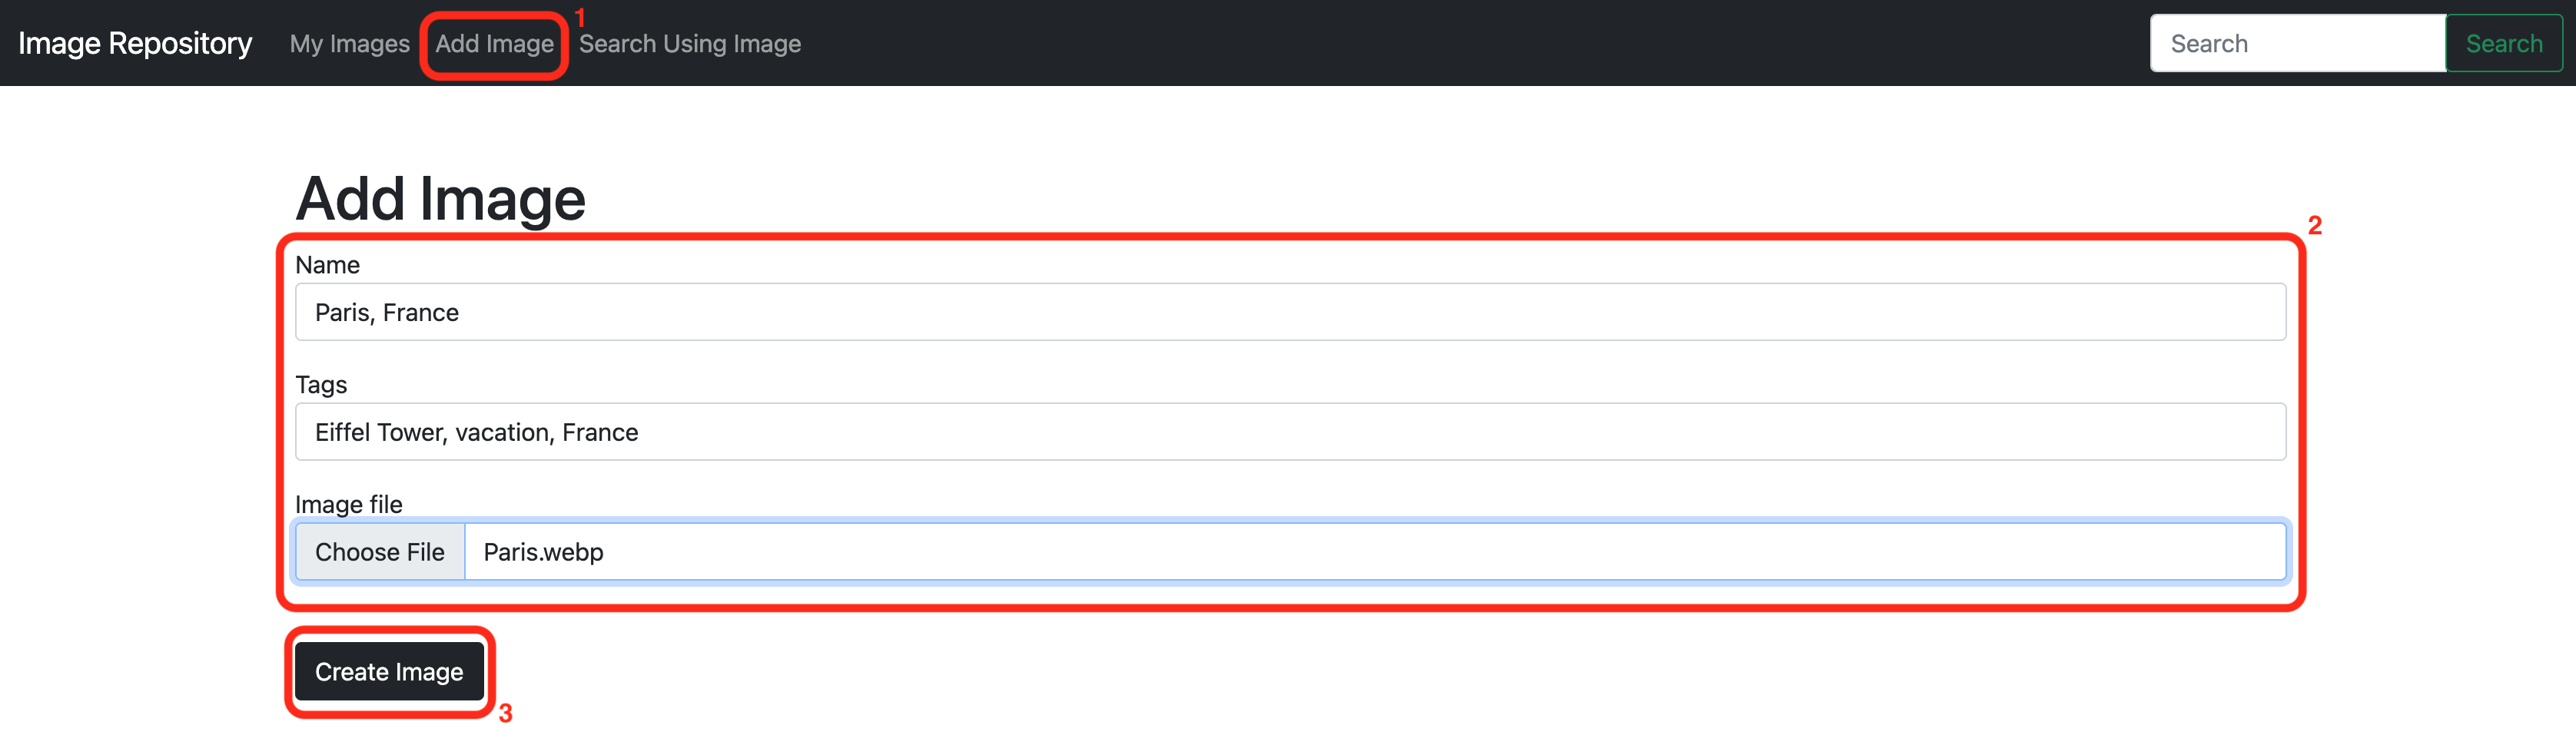 Image Repository My Images Add Image 1 Search Using Image Search Search
Add Image
2
Name
Paris, France
Tags
Eiffel Tower, vacation, France
Image file
Choose File Paris.webp
Create Image
3